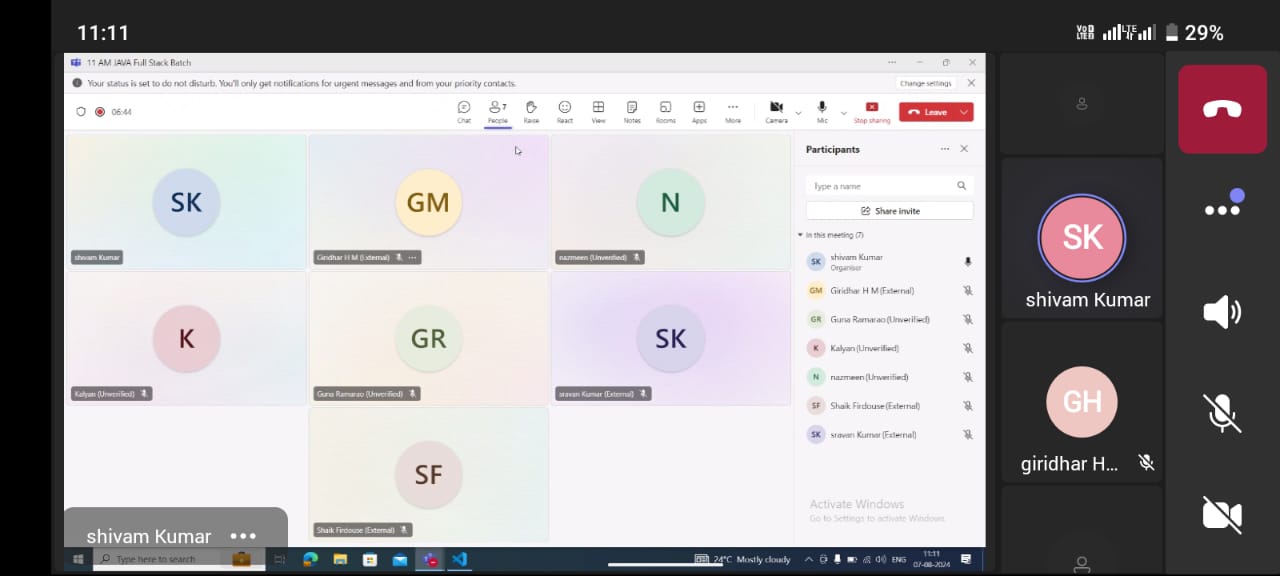 11:11
VoD LTE LTE 29%
11 AM JAVA Full Stack Batch
Your status is set to do not disturb. You'll only get notifications for urgent messages and from your priority contacts.
Change settings
06:44
Chat
People 7
Raise
React
View
Notes
Rooms
Apps
More
Camera
Mic
Stop sharing
Leave
SK
shivam Kumar
GM
Giridhar H M (External)
N
nazmeen (Unverified)
K
Kalyan (Unverified)
GR
Guna Ramarao (Unverified)
SK
sravan Kumar (External)
SF
Shaik Firdouse (External)
Participants
Type a name
Share invite
In this meeting (7)
SK shivam Kumar
Organiser
GM Giridhar H M (External)
GR Guna Ramarao (Unverified)
K Kalyan (Unverified)
N nazmeen (Unverified)
SF Shaik Firdouse (External)
SK sravan Kumar (External)
Activate Windows
Go to Settings to activate Windows.
shivam Kumar
Type here to search
24°C Mostly cloudy
ENG
11:11
07-08-2024
SK
shivam Kumar
GH
giridhar H...